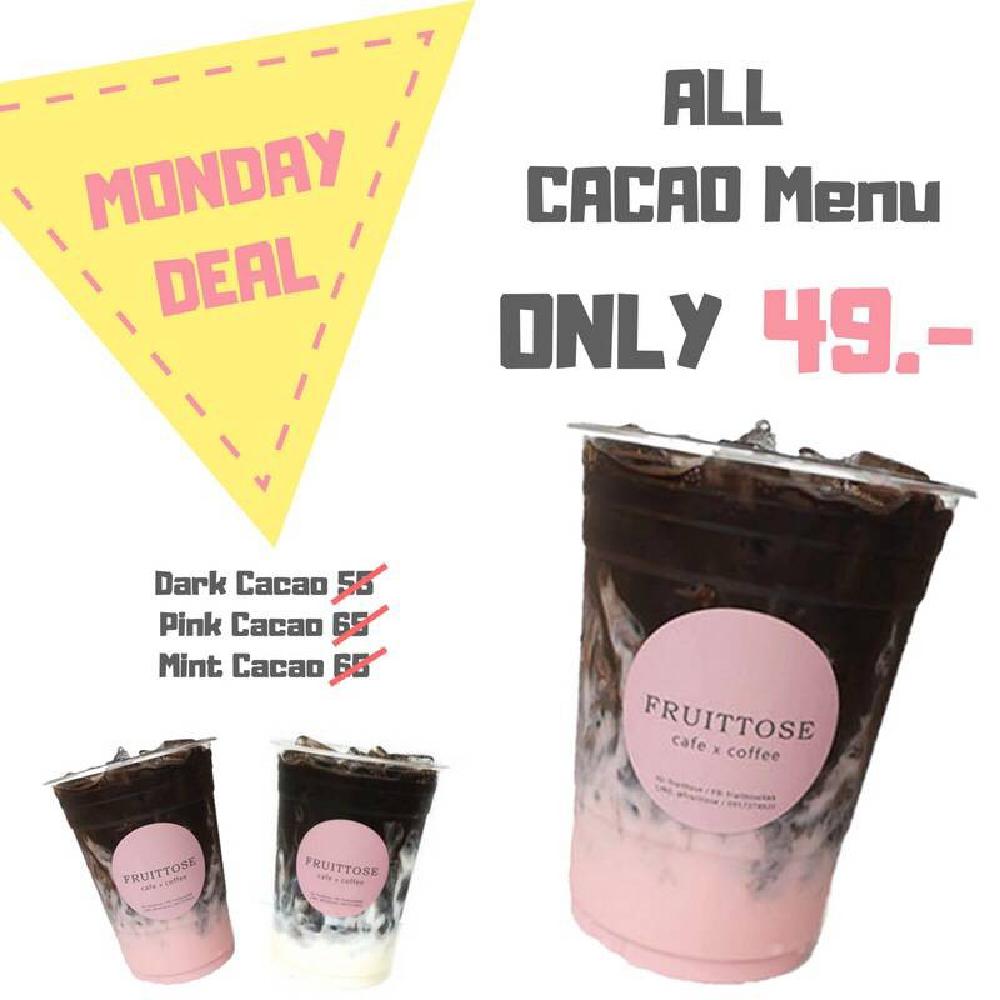 MONDAY
DEAL
ALL
CACAO Menu
ONLY 49.-
Dark Cacao 55
Pink Cacao 65
Mint Cacao 65
FRUITTOSE
cafe x coffee
FRUITTOSE
cafe x coffee
FRUITTOSE
cafe x coffee